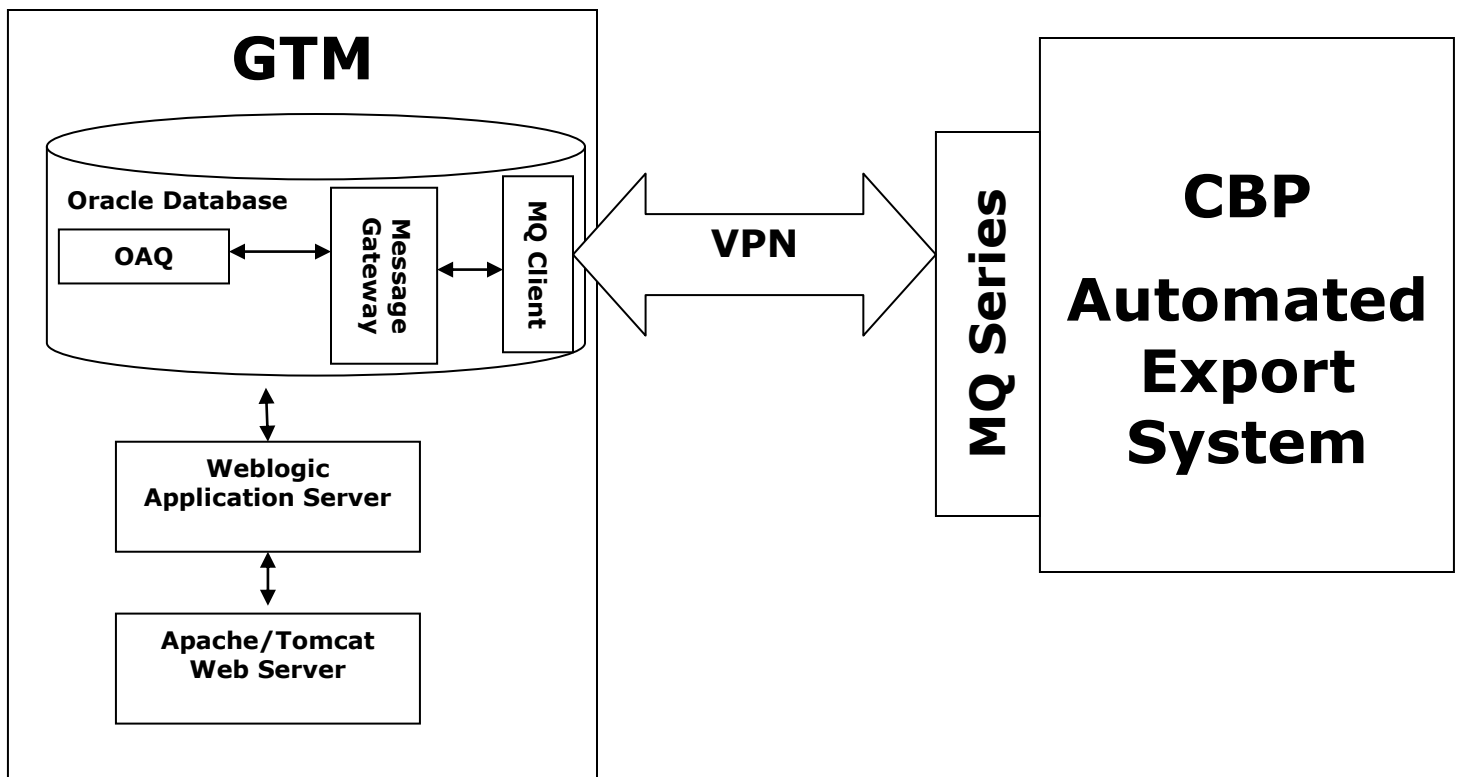 GTM
Oracle Database
OAQ
Message
Gateway
MQ Client
VPN
MQ Series
CBP
Automated
Export
System
Weblogic
Application Server
Apache/Tomcat
Web Server